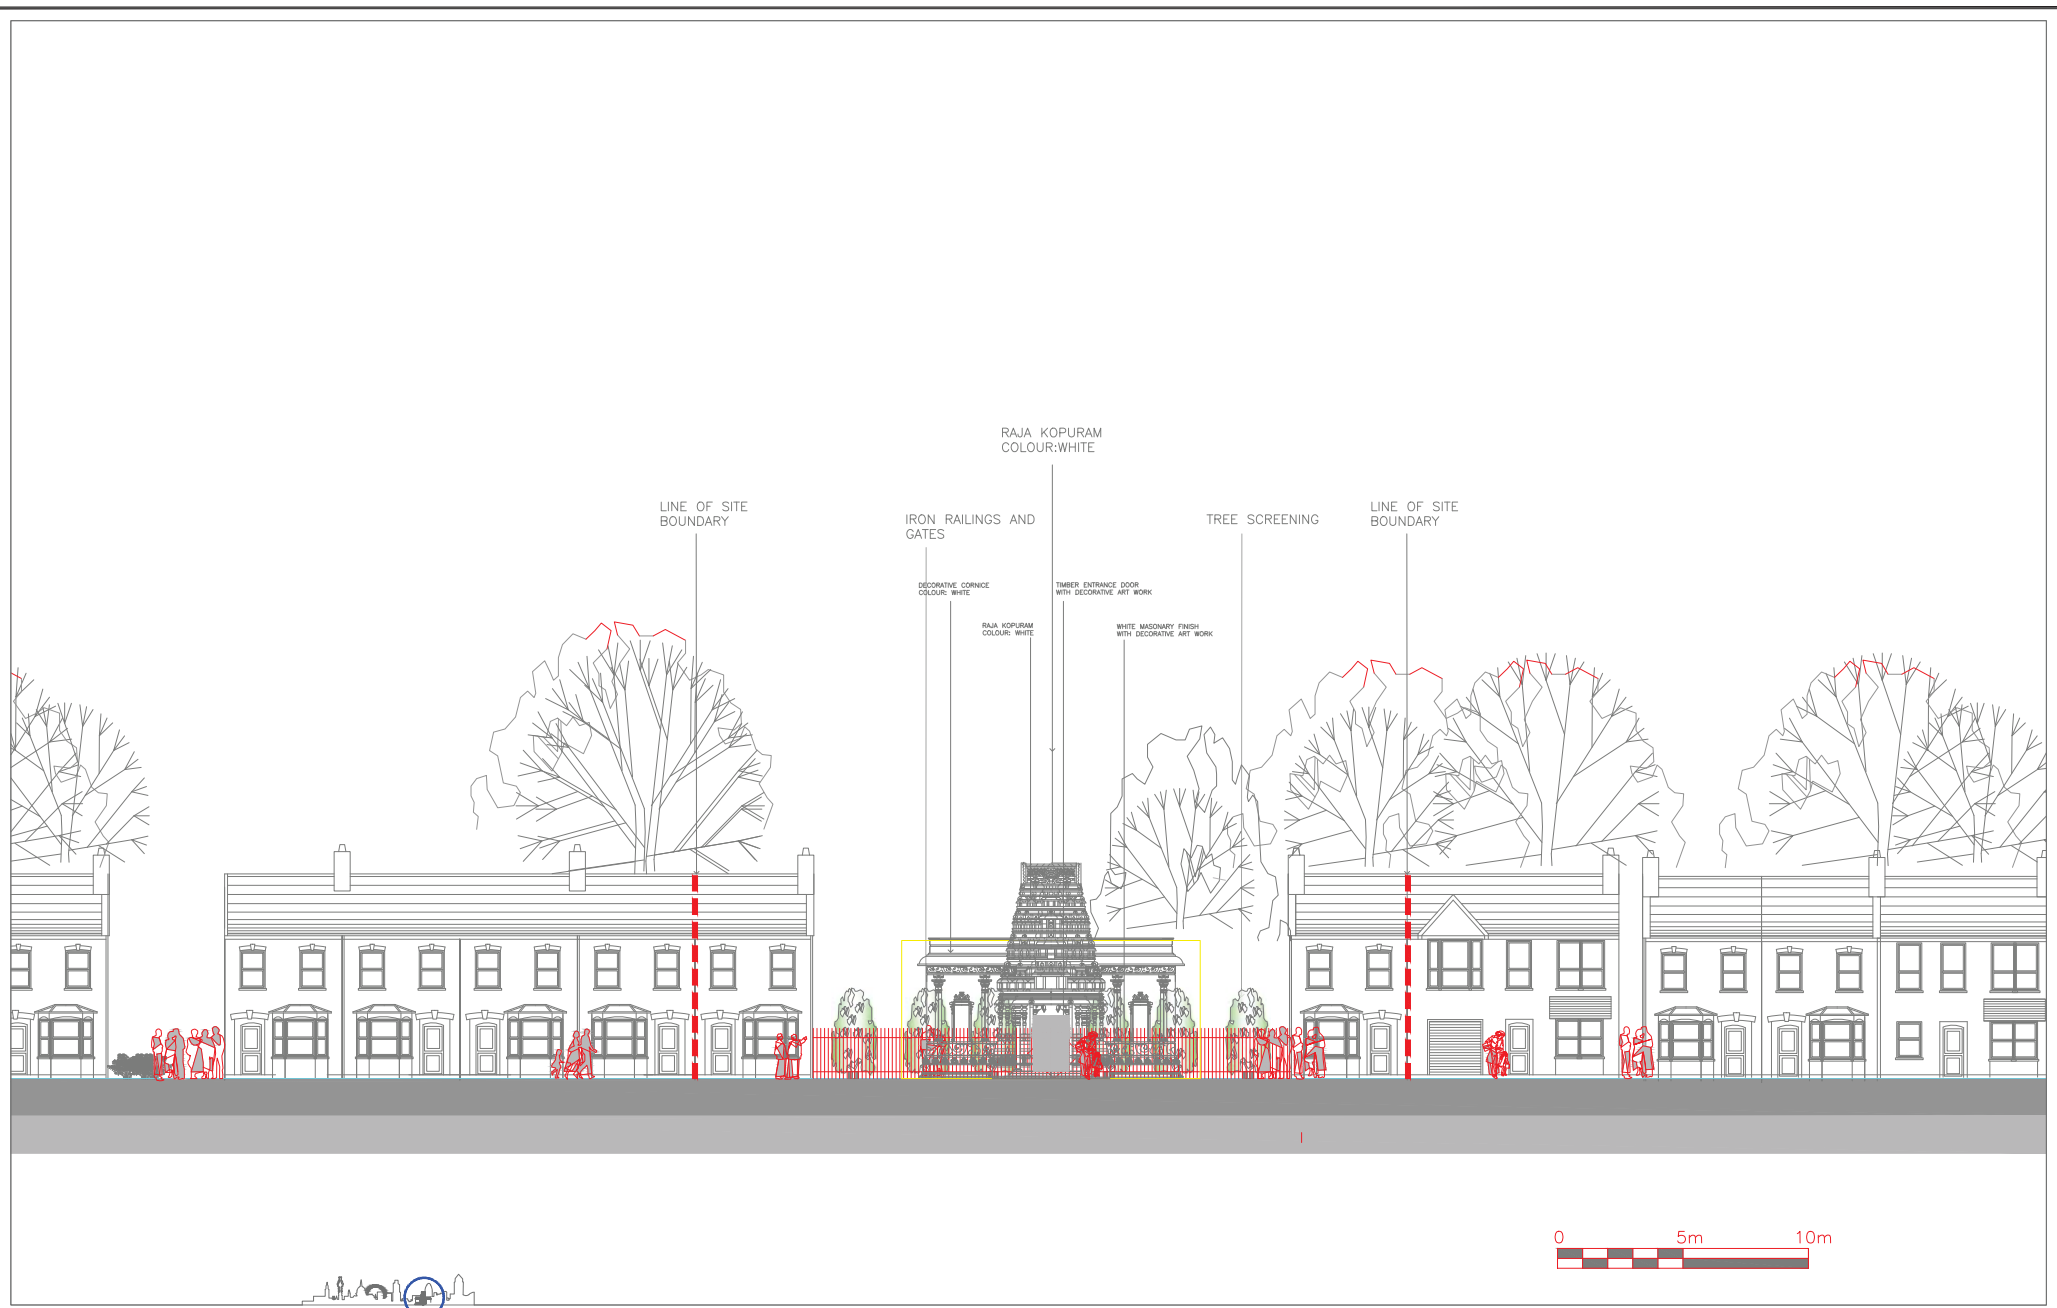 RAJA KOPURAM
COLOUR:WHITE
LINE OF SITE
BOUNDARY
IRON RAILINGS AND
GATES
TREE SCREENING
LINE OF SITE
BOUNDARY
DECORATIVE CORNICE
COLOUR: WHITE
TIMBER ENTRANCE DOOR
WITH DECORATIVE ART WORK
RAJA KOPURAM
COLOUR: WHITE
WHITE MASONARY FINISH
WITH DECORATIVE ART WORK
0 5m 10m